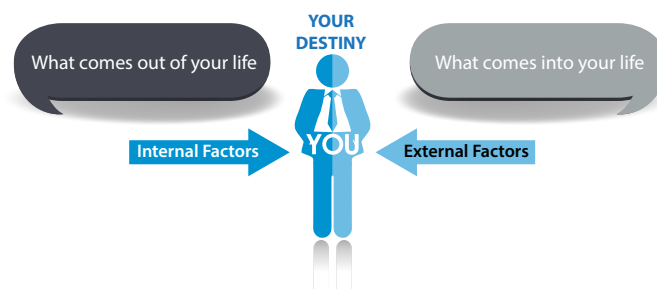 YOUR
DESTINY
What comes out of your life
What comes into your life
YOU
Internal Factors
External Factors